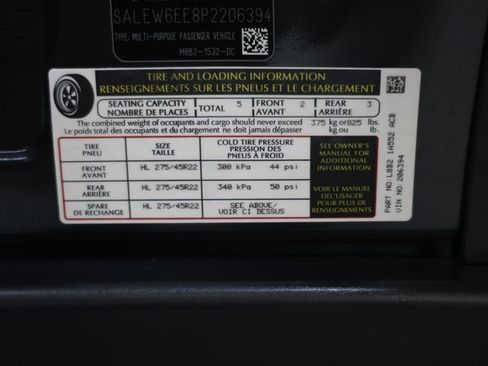 SALEW6EE8P2206394
TYPE: MULTI-PURPOSE PASSENGER VEHICLE
M8B2-1532-DC
TIRE AND LOADING INFORMATION
RENSEIGNEMENTS SUR LES PNEUS ET LE CHARGEMENT
SEATING CAPACITY TOTAL 5 FRONT 2 REAR 3
NOMBRE DE PLACES AVANT ARRIÈRE
The combined weight of occupants and cargo should never exceed 375 kg or 825 lbs.
Le poids total des occupants et du chargement ne doit jamais dépasser kg ou lb.
TIRE SIZE COLD TIRE PRESSURE
PNEU TAILLE PRESSION DES
PNEUS À FROID
FRONT HL 275/45R22 300 kPa 44 psi
AVANT
REAR HL 275/45R22 340 kPa 50 psi
ARRIÈRE
SPARE HL 275/45R22 SEE ABOVE/
DE RECHANGE VOIR CI DESSUS
SEE OWNER'S
MANUAL FOR
ADDITIONAL
INFORMATION
VOIR LE MANUEL
DE L'USAGER
POUR PLUS DE
RENSEIGNEMENTS
PART NO: L8B2 1A552 ACB
VIN NO: 206394